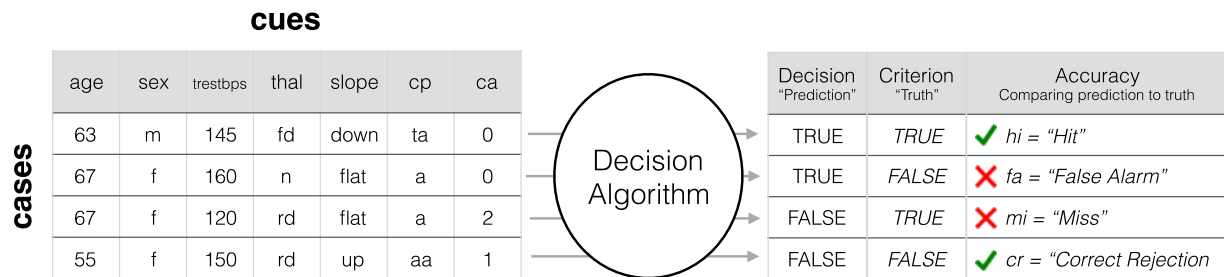 cues
cases
age sex trestbps thal slope cp ca
63 m 145 fd down ta 0
67 f 160 n flat a 0
67 f 120 rd flat a 2
55 f 150 rd up aa 1
Decision
Algorithm
Decision Criterion Accuracy
“Prediction” “Truth” Comparing prediction to truth
TRUE TRUE hi = “Hit”
TRUE FALSE fa = “False Alarm”
FALSE TRUE mi = “Miss”
FALSE FALSE cr = “Correct Rejection